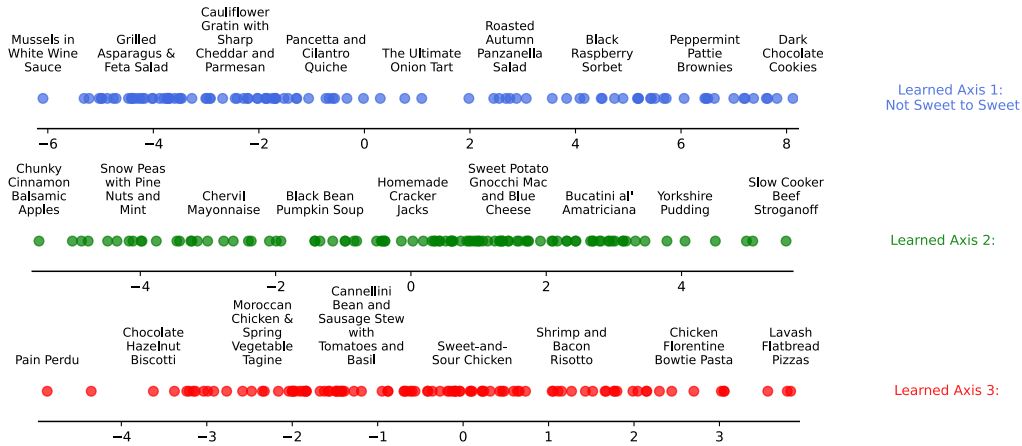 Mussels in
White Wine
Sauce
Grilled
Asparagus &
Feta Salad
Cauliflower
Gratin with
Sharp
Cheddar and
Parmesan
Pancetta and
Cilantro
Quiche
The Ultimate
Onion Tart
Roasted
Autumn
Panzanella
Salad
Black
Raspberry
Sorbet
Peppermint
Pattie
Brownies
Dark
Chocolate
Cookies
Learned Axis 1:
Not Sweet to Sweet
−6 −4 −2 0 2 4 6 8
Chunky
Cinnamon
Balsamic
Apples
Snow Peas
with Pine
Nuts and
Mint
Chervil
Mayonnaise
Black Bean
Pumpkin Soup
Homemade
Cracker
Jacks
Sweet Potato
Gnocchi Mac
and Blue
Cheese
Bucatini al'
Amatriciana
Yorkshire
Pudding
Slow Cooker
Beef
Stroganoff
Learned Axis 2:
−4 −2 0 2 4
Pain Perdu
Chocolate
Hazelnut
Biscotti
Moroccan
Chicken &
Spring
Vegetable
Tagine
Cannellini
Bean and
Sausage Stew
with
Tomatoes and
Basil
Sweet-and-
Sour Chicken
Shrimp and
Bacon
Risotto
Chicken
Florentine
Bowtie Pasta
Lavash
Flatbread
Pizzas
Learned Axis 3:
−4 −3 −2 −1 0 1 2 3